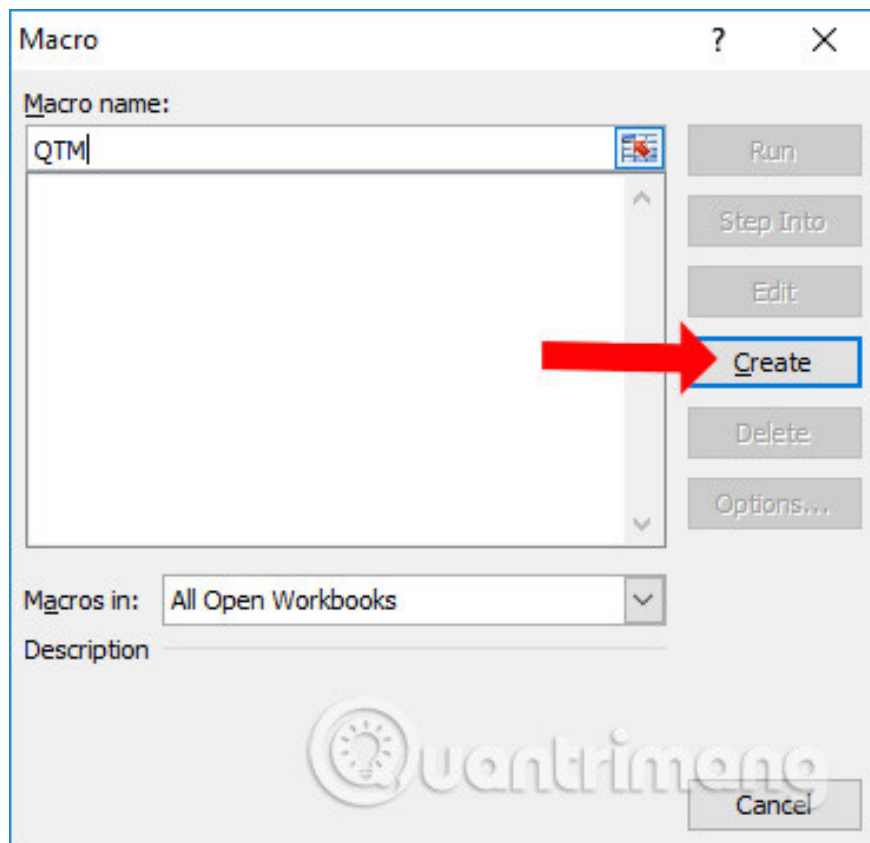 Macro
?
Macro name:
QTM
Run
Step Into
Edit
Create
Delete
Options...
Macros in:
All Open Workbooks
Description
Quantrimang
Cancel